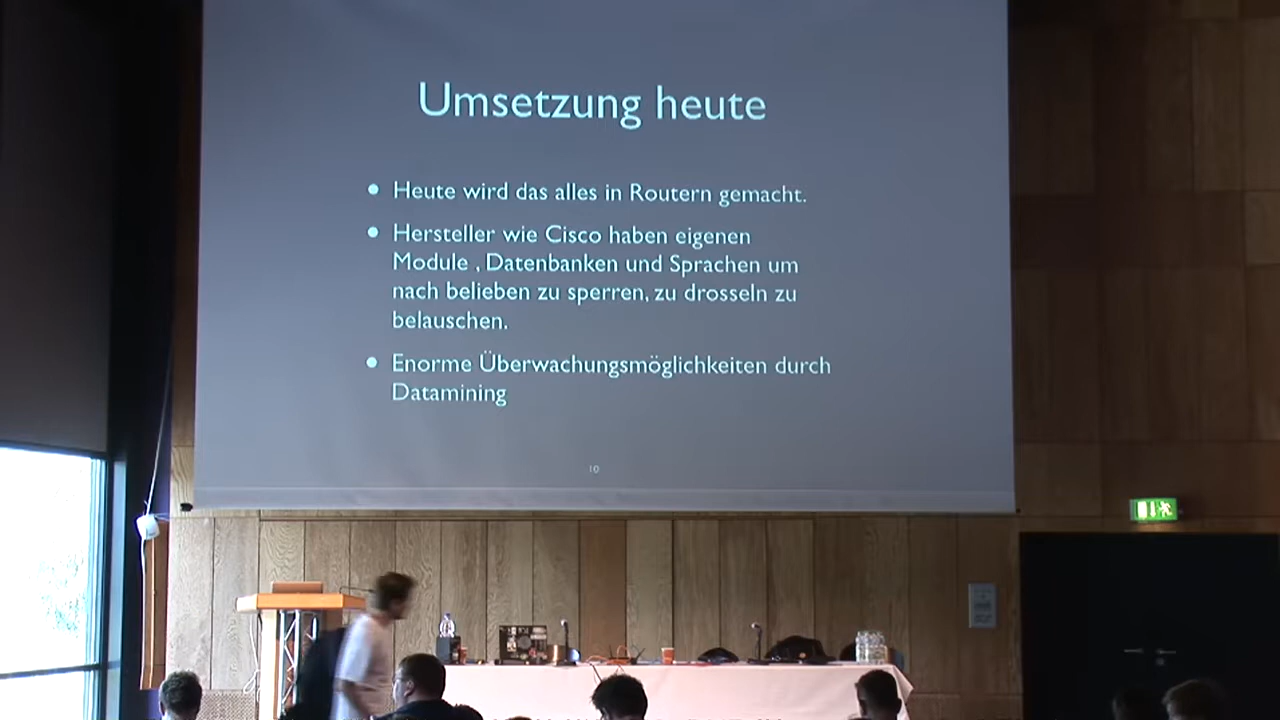 Umsetzung heute
Heute wird das alles in Routern gemacht.
Hersteller wie Cisco haben eigenen
Module , Datenbanken und Sprachen um
nach belieben zu sperren, zu drosseln zu
belauschen.
Enorme Überwachungsmöglichkeiten durch
Datamining
10